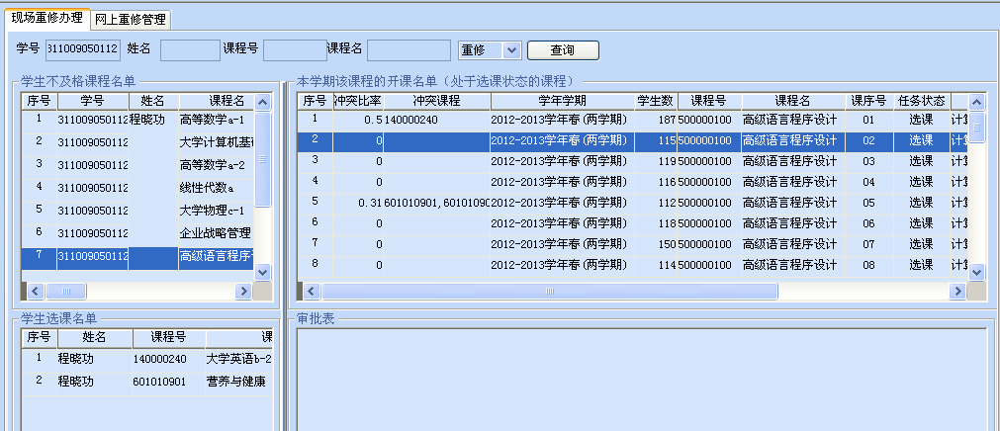 现场重修办理 网上重修管理
学号 311009050112 姓名 课程号 课程名 重修 查询
学生不及格课程名单
序号 学号 姓名 课程名
1 311009050112 程晓功 高等数学a-1
2 311009050112 大学计算机基
3 311009050112 高等数学a-2
4 311009050112 线性代数a
5 311009050112 大学物理c-1
6 311009050112 企业战略管理
7 311009050112 高级语言程序
本学期该课程的开课名单（处于选课状态的课程）
序号 冲突比率 冲突课程 学年学期 学生数 课程号 课程名 课序号 任务状态
1 0.5 140000240 2012-2013学年春(两学期) 187 500000100 高级语言程序设计 01 选课 计
2 0 2012-2013学年春(两学期) 115 500000100 高级语言程序设计 02 选课 计
3 0 2012-2013学年春(两学期) 119 500000100 高级语言程序设计 03 选课 计
4 0 2012-2013学年春(两学期) 116 500000100 高级语言程序设计 04 选课 计
5 0.31 601010901,60101090 2012-2013学年春(两学期) 112 500000100 高级语言程序设计 05 选课 计
6 0 2012-2013学年春(两学期) 118 500000100 高级语言程序设计 06 选课 计
7 0 2012-2013学年春(两学期) 150 500000100 高级语言程序设计 07 选课 计
8 0 2012-2013学年春(两学期) 114 500000100 高级语言程序设计 08 选课 计
学生选课名单
序号 姓名 课程号 课
1 程晓功 140000240 大学英语b-2
2 程晓功 601010901 营养与健康
审批表